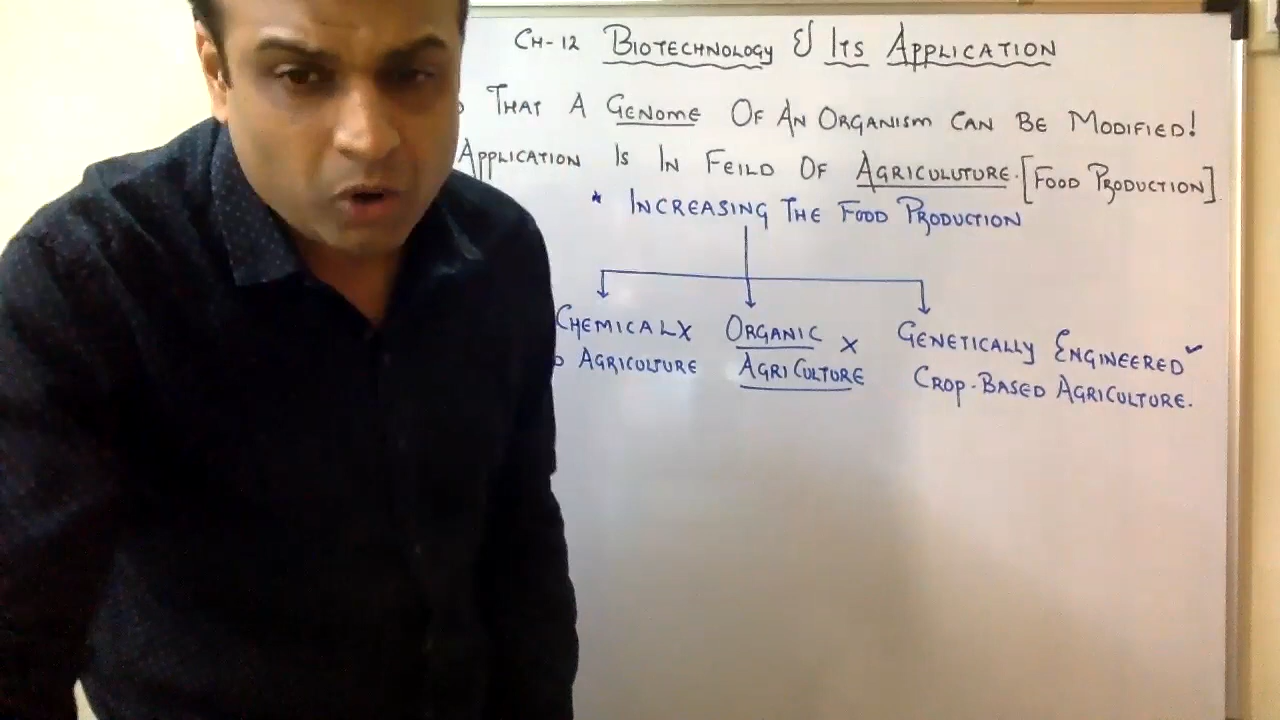 CH-12 BIOTECHNOLOGY & ITS APPLICATION
THAT A GENOME OF AN ORGANISM CAN BE MODIFIED!
APPLICATION IS IN FEILD OF AGRICULUTURE. [FOOD PRODUCTION]
* INCREASING THE FOOD PRODUCTION
CHEMICAL X ORGANIC X GENETICALLY ENGINEERED ✓
AGRICULTURE AGRICULTURE CROP-BASED AGRICULTURE.